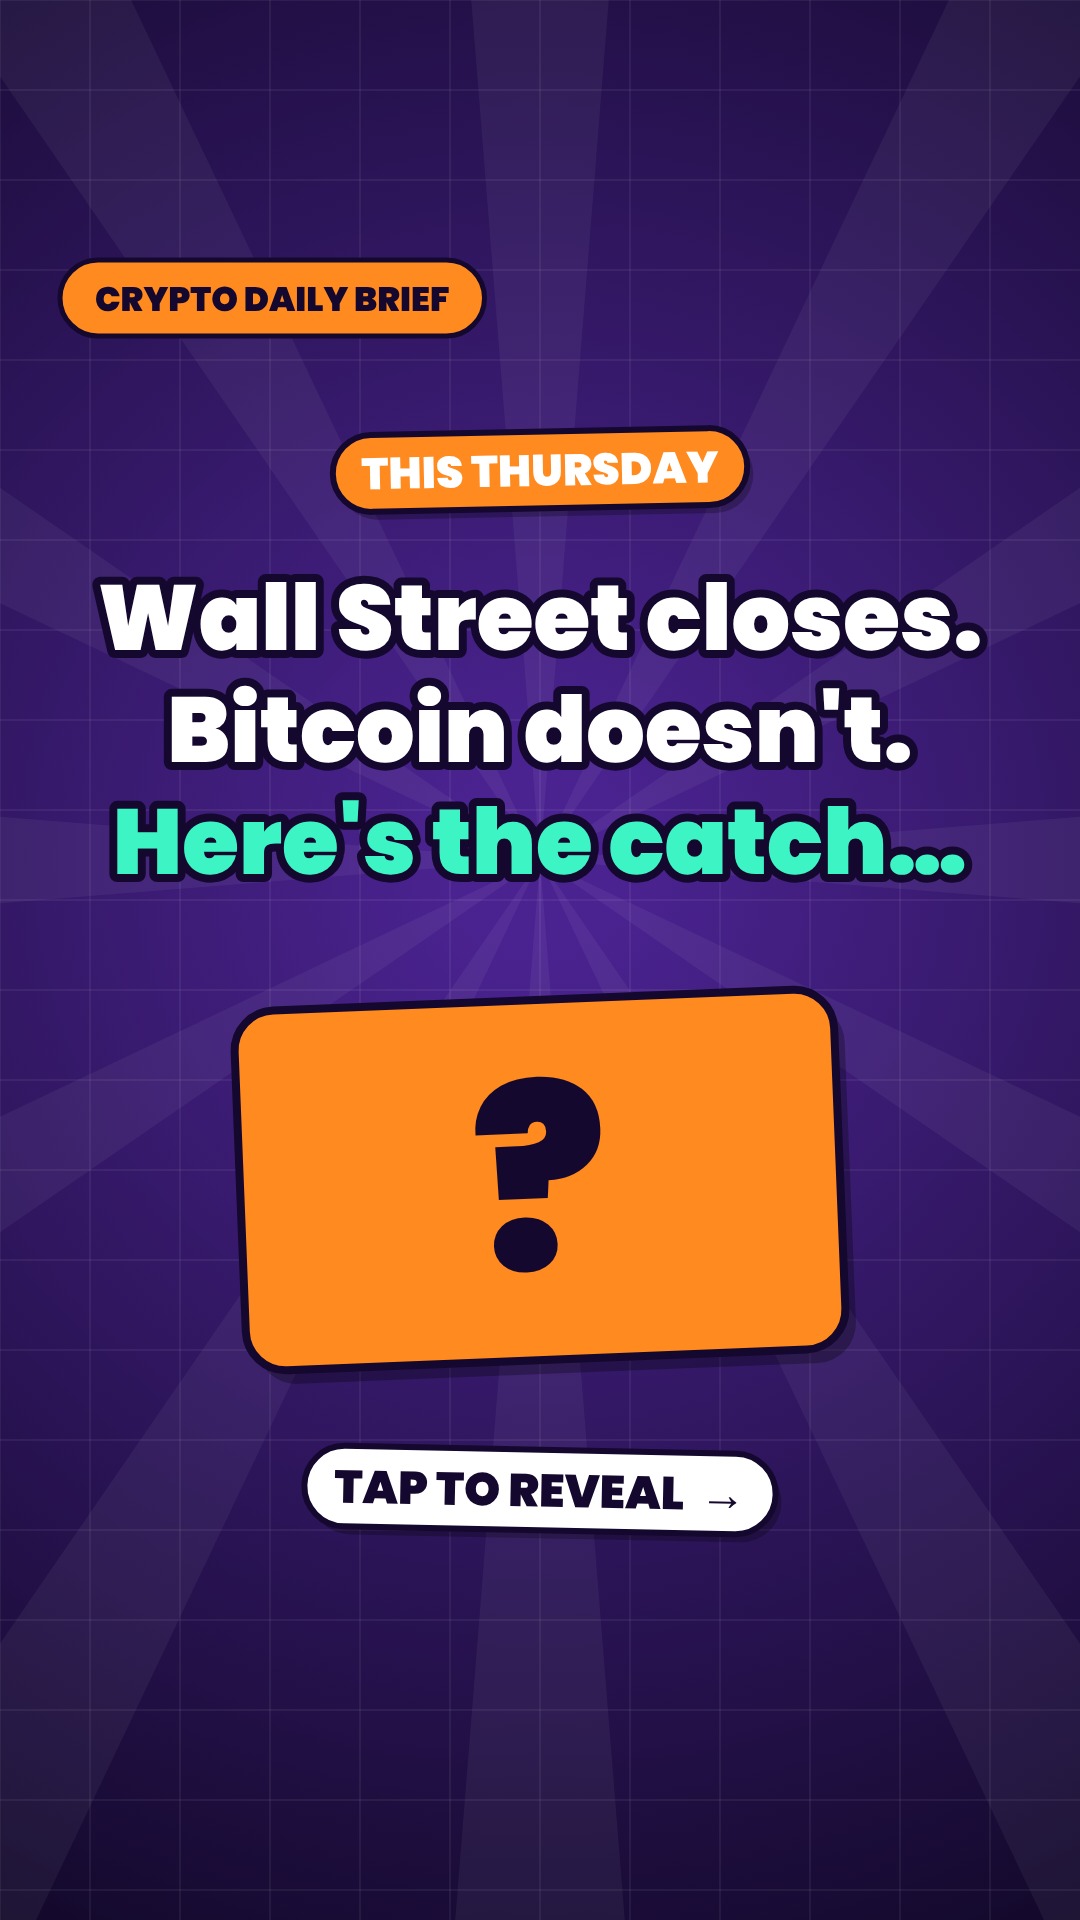 CRYPTO DAILY BRIEF
THIS THURSDAY
Wall Street closes.
Bitcoin doesn't.
Here's the catch...
?
TAP TO REVEAL →